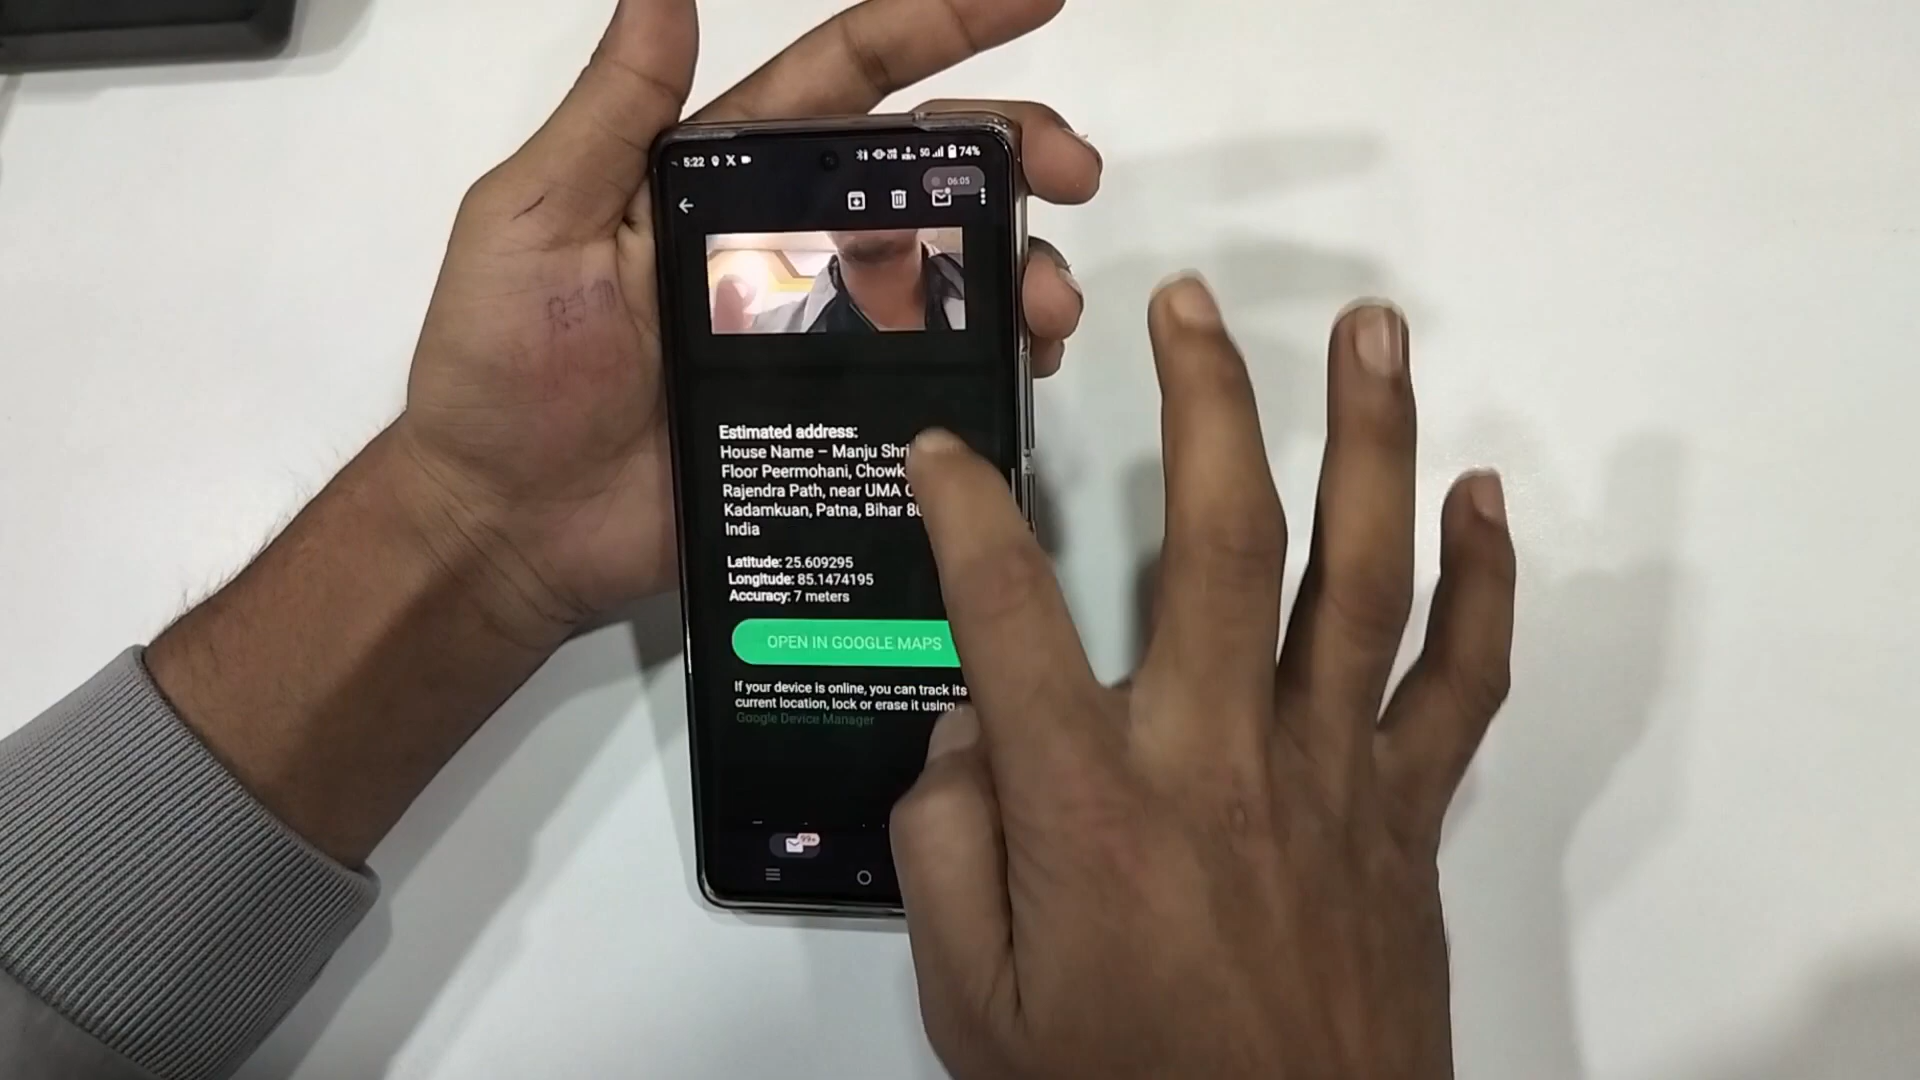 5:22
5G
74%
06:05
Estimated address:
House Name – Manju Shri
Floor Peermohani, Chowk
Rajendra Path, near UMA
Kadamkuan, Patna, Bihar
India
Latitude: 25.609295
Longitude: 85.1474195
Accuracy: 7 meters
OPEN IN GOOGLE MAPS
If your device is online, you can track its
current location, lock or erase it using
Google Device Manager
99+